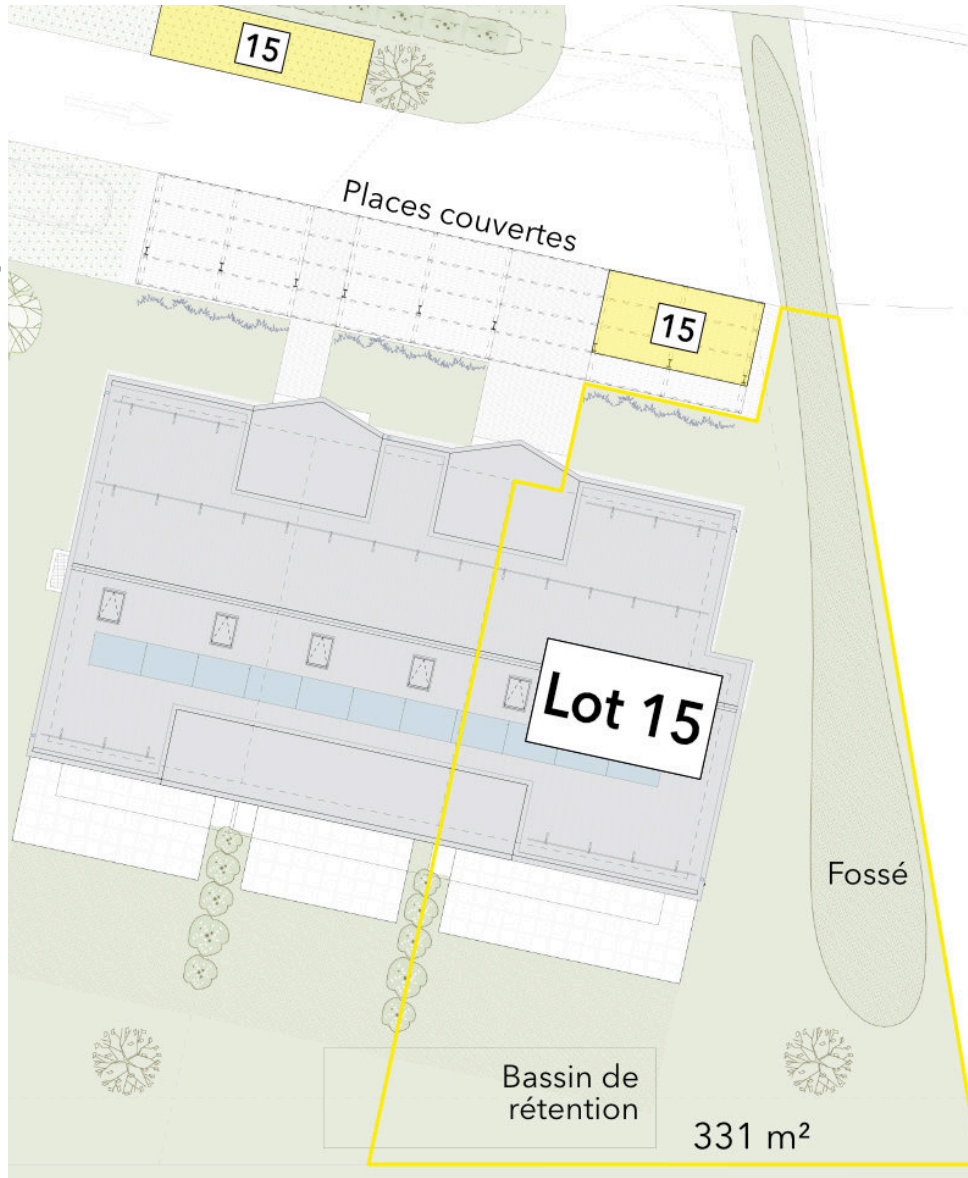 15
Places couvertes
15
Lot 15
Fossé
Bassin de
rétention
331 m²